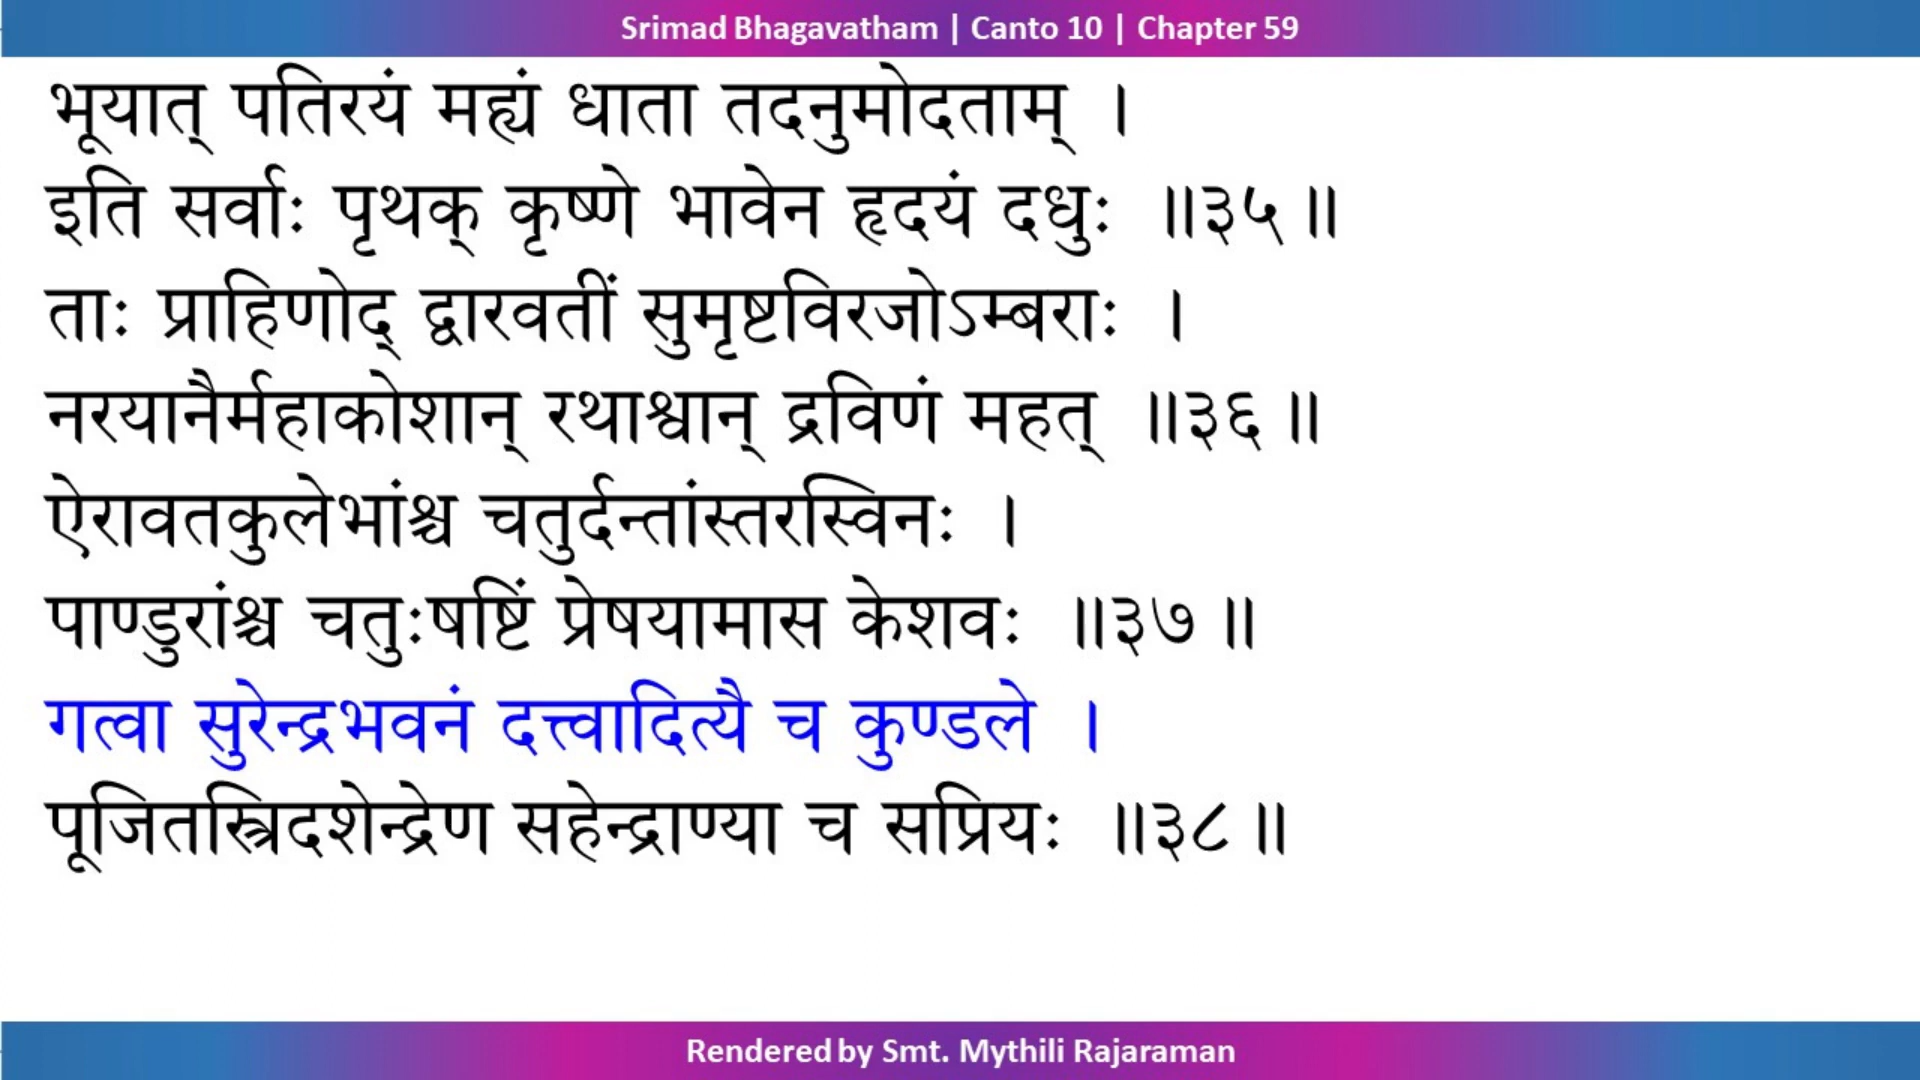 Srimad Bhagavatham | Canto 10 | Chapter 59
भूयात् पतिरयं मह्यं धाता तदनुमोदताम् ।
इति सर्वाः पृथक् कृष्णे भावेन हृदयं दधुः ॥३५॥
ताः प्राहिणोद् द्वारवतीं सुमृष्टविरजोऽम्बराः ।
नरयानैर्महाकोशान् रथाश्वान् द्रविणं महत् ॥३६॥
ऐरावतकुलेभांश्च चतुर्दन्तांस्तरस्विनः ।
पाण्डुरांश्च चतुःषष्टिं प्रेषयामास केशवः ॥३७॥
गत्वा सुरेन्द्रभवनं दत्त्वादित्यै च कुण्डले ।
पूजितस्त्रिदशेन्द्रेण सहेन्द्राण्या च सप्रियः ॥३८॥
Rendered by Smt. Mythili Rajaraman